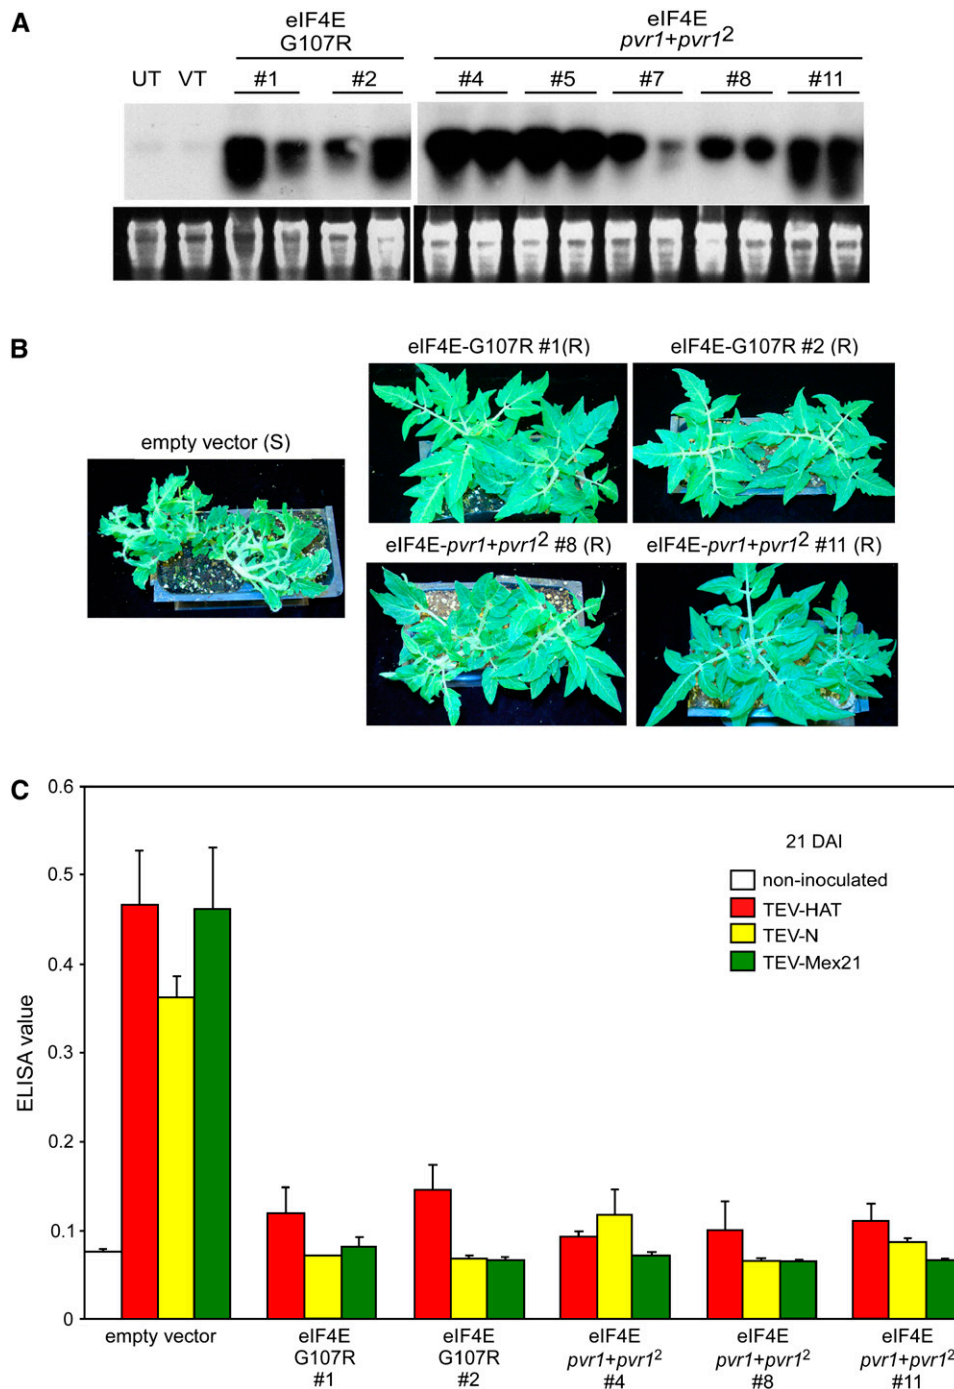 A
eIF4E
G107R
eIF4E
pvr1+pvr1²
UT VT #1 #2 #4 #5 #7 #8 #11
B
eIF4E-G107R #1(R)
eIF4E-G107R #2 (R)
empty vector (S)
eIF4E-pvr1+pvr1² #8 (R)
eIF4E-pvr1+pvr1² #11 (R)
C
0.6
0.5
0.4
0.3
0.2
0.1
0
ELISA value
21 DAI
non-inoculated
TEV-HAT
TEV-N
TEV-Mex21
empty vector
eIF4E
G107R
#1
eIF4E
G107R
#2
eIF4E
pvr1+pvr1²
#4
eIF4E
pvr1+pvr1²
#8
eIF4E
pvr1+pvr1²
#11